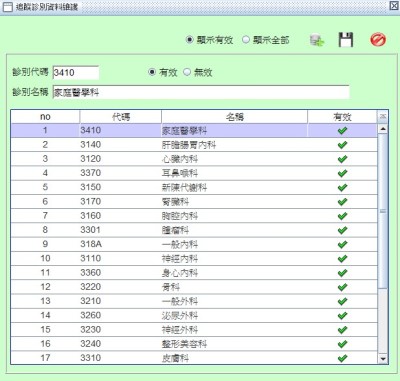 追蹤診別資料維護
顯示有效 顯示全部
診別代碼 3410 有效 無效
診別名稱 家庭醫學科
no 代碼 名稱 有效
1 3410 家庭醫學科
2 3140 肝膽腸胃內科
3 3120 心臟內科
4 3370 耳鼻喉科
5 3150 新陳代謝科
6 3170 腎臟科
7 3160 胸腔內科
8 3301 腫瘤科
9 318A 一般內科
10 3110 神經內科
11 3360 身心內科
12 3220 骨科
13 3210 一般外科
14 3260 泌尿外科
15 3230 神經外科
16 3240 整形美容科
17 3310 皮膚科